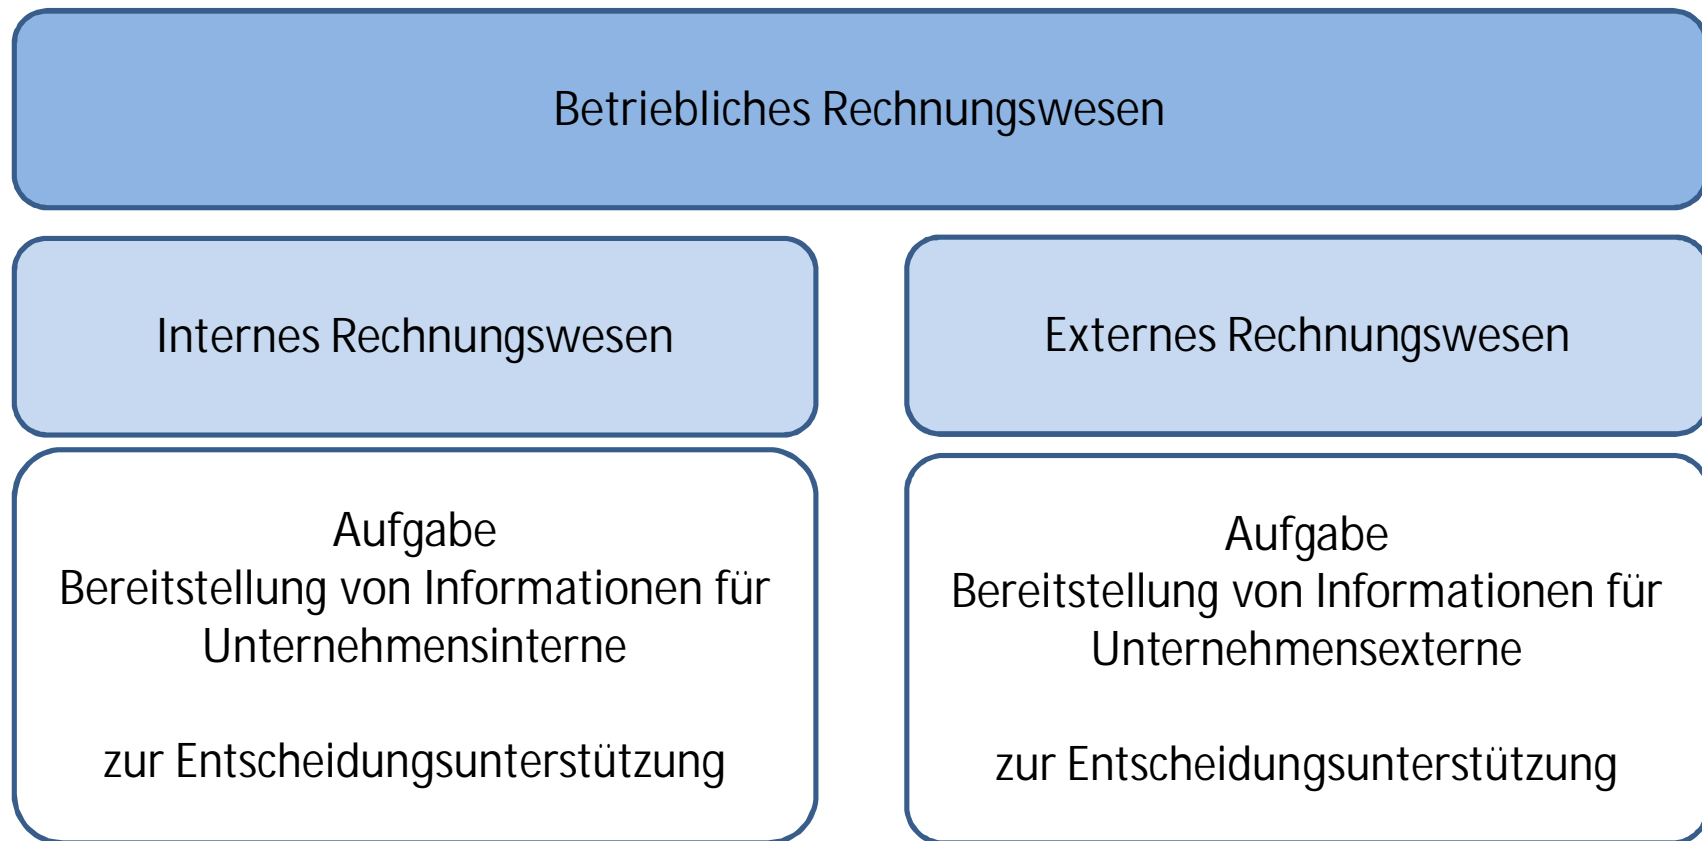 Betriebliches Rechnungswesen
Internes Rechnungswesen
Externes Rechnungswesen
Aufgabe
Bereitstellung von Informationen für
Unternehmensinterne
zur Entscheidungsunterstützung
Aufgabe
Bereitstellung von Informationen für
Unternehmensexterne
zur Entscheidungsunterstützung